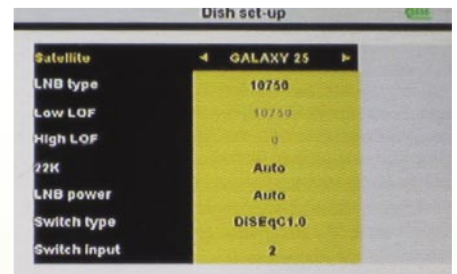 Dish set-up
Satellite ◄ GALAXY 25 ►
LNB type 10750
Low LOF 10750
High LOF 0
22K Auto
LNB power Auto
Switch type DiSEqC1.0
Switch input 2